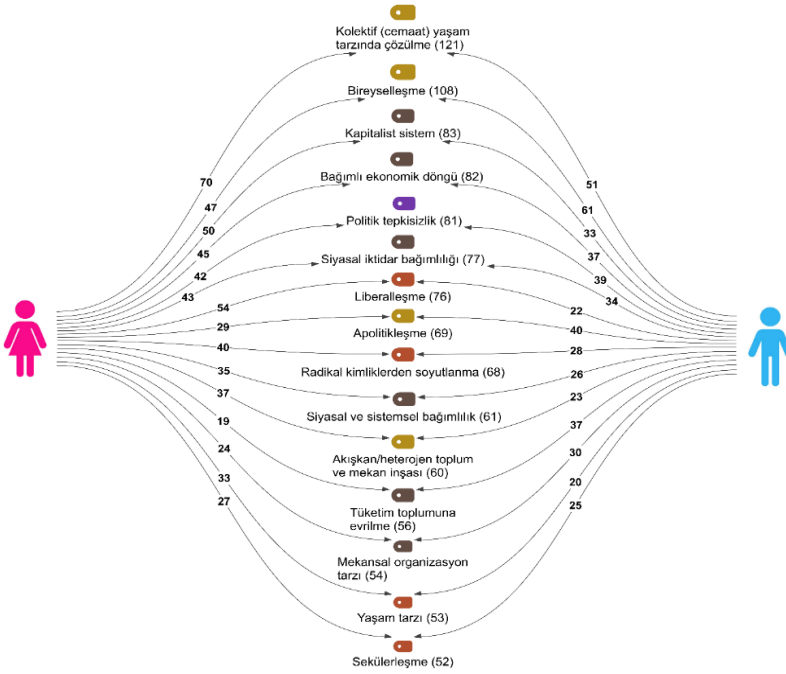 Kolektif (cemaat) yaşam
tarzında çözülme (121)
Bireyselleşme (108)
Kapitalist sistem (83)
Bağımlı ekonomik döngü (82)
70
51
47
61
Politik tepkisizlik (81)
50
33
45
37
Siyasal iktidar bağımlılığı (77)
42
39
43
34
Liberalleşme (76)
54
22
29
40
Apolitikleşme (69)
40
28
Radikal kimliklerden soyutlanma (68)
35
26
37
23
Siyasal ve sistemsel bağımlılık (61)
19
37
24
30
Akışkan/heterojen toplum
ve mekan inşası (60)
33
20
27
25
Tüketim toplumuna
evrilme (56)
Mekansal organizasyon
tarzı (54)
Yaşam tarzı (53)
Sekülerleşme (52)